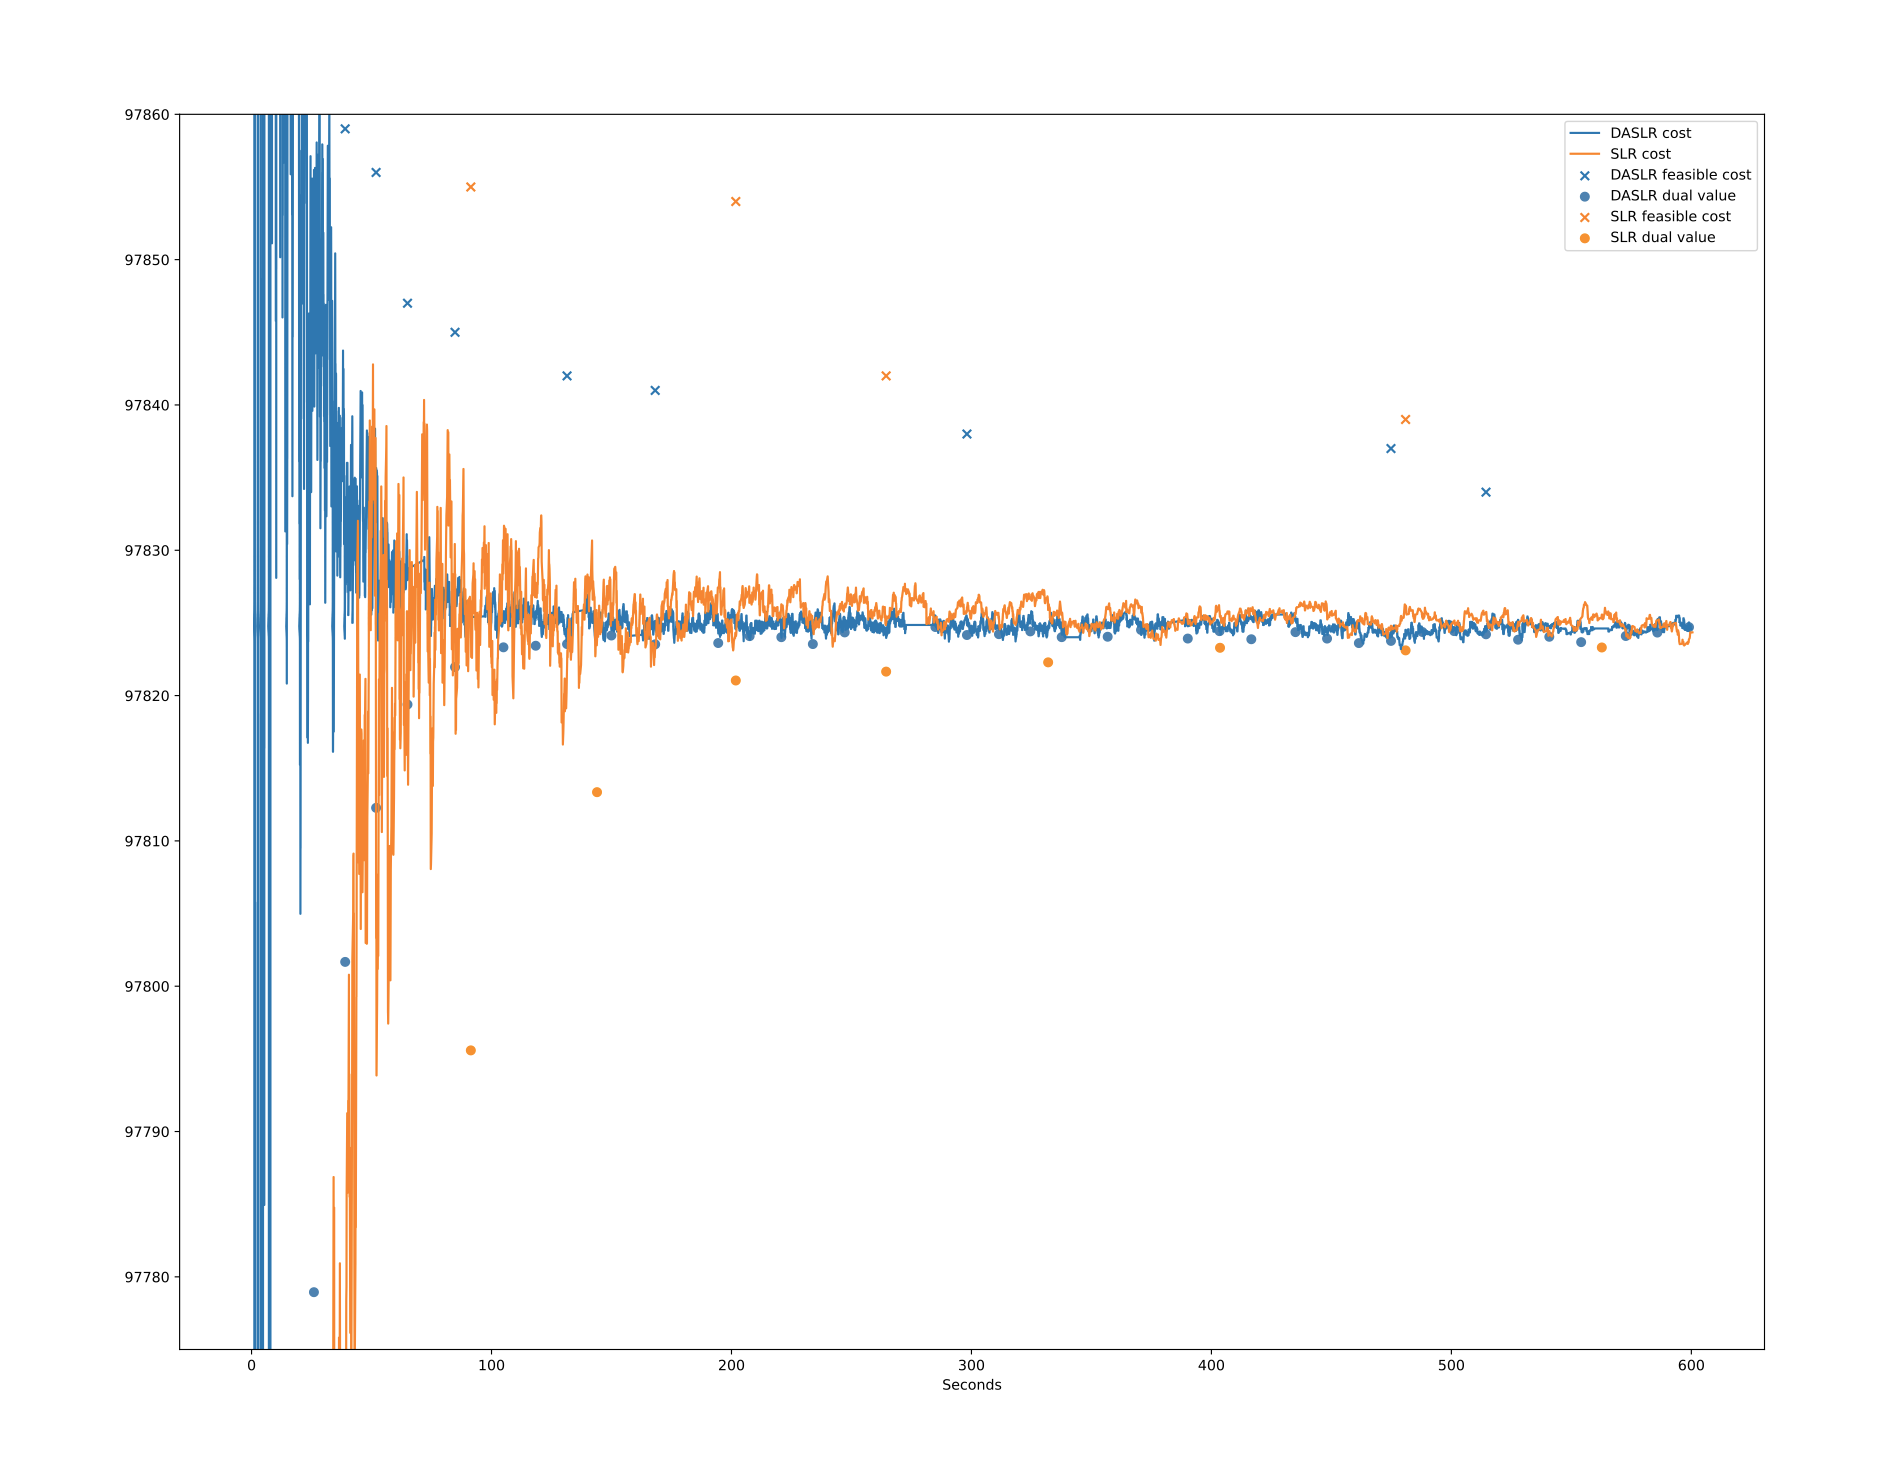 97860
97850
97840
97830
97820
97810
97800
97790
97780
DASLR cost
SLR cost
DASLR feasible cost
DASLR dual value
SLR feasible cost
SLR dual value
0 100 200 300 400 500 600
Seconds